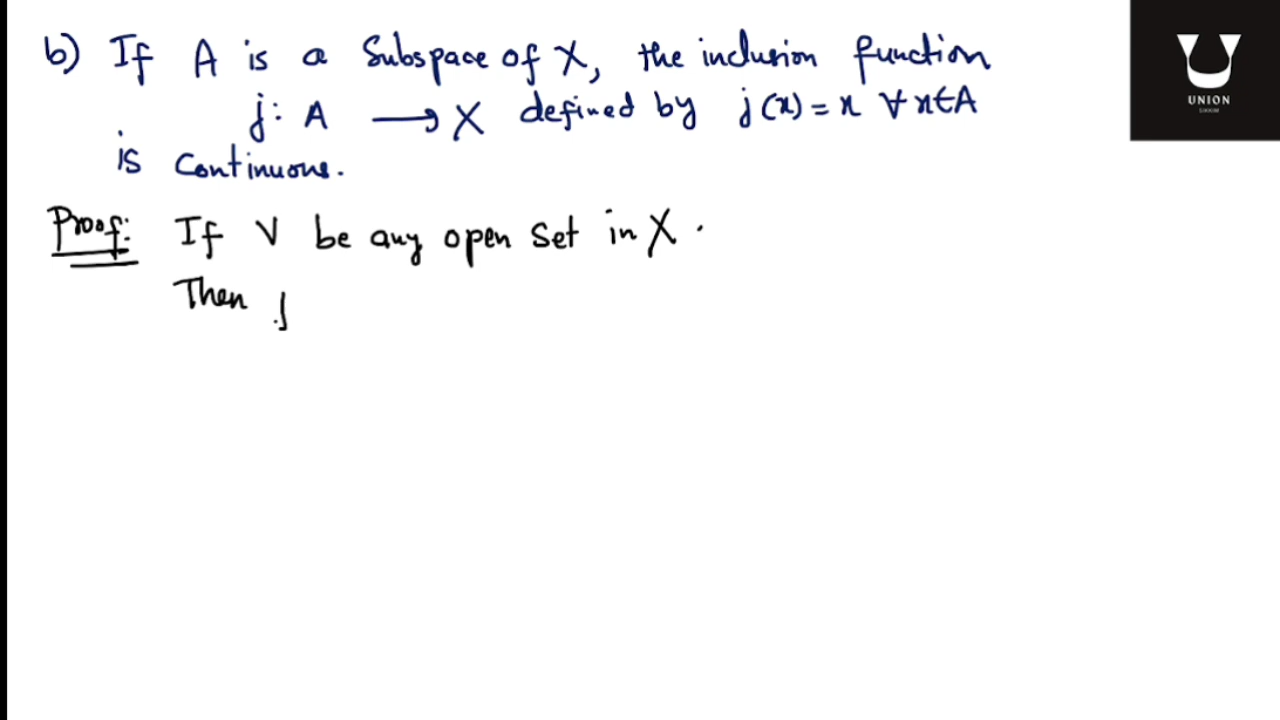 b) If A is a Subspace of X, the inclusion function
j: A → X defined by j(x) = x ∀ x ∈ A
is Continuous.
Proof: If V be any open set in X.
Then j
UNION